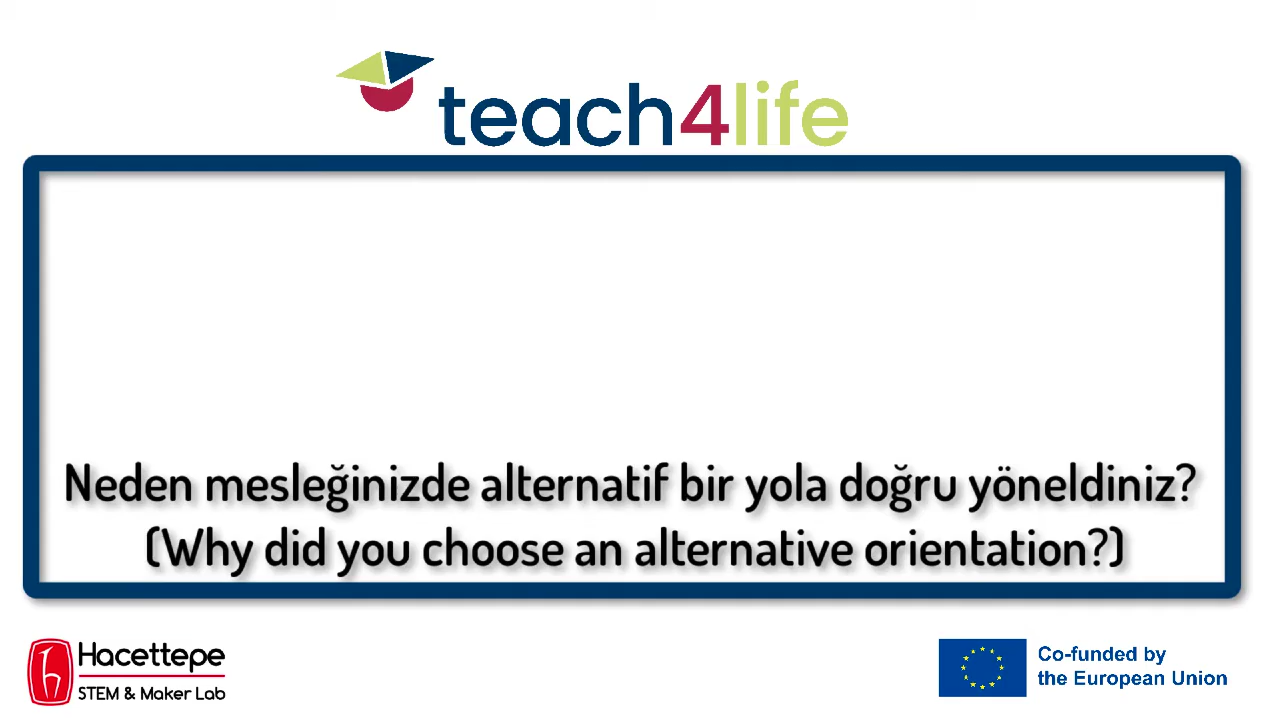 teach4life
Neden mesleğinizde alternatif bir yola doğru yöneldiniz?
(Why did you choose an alternative orientation?)
Hacettepe
STEM & Maker Lab
Co-funded by
the European Union